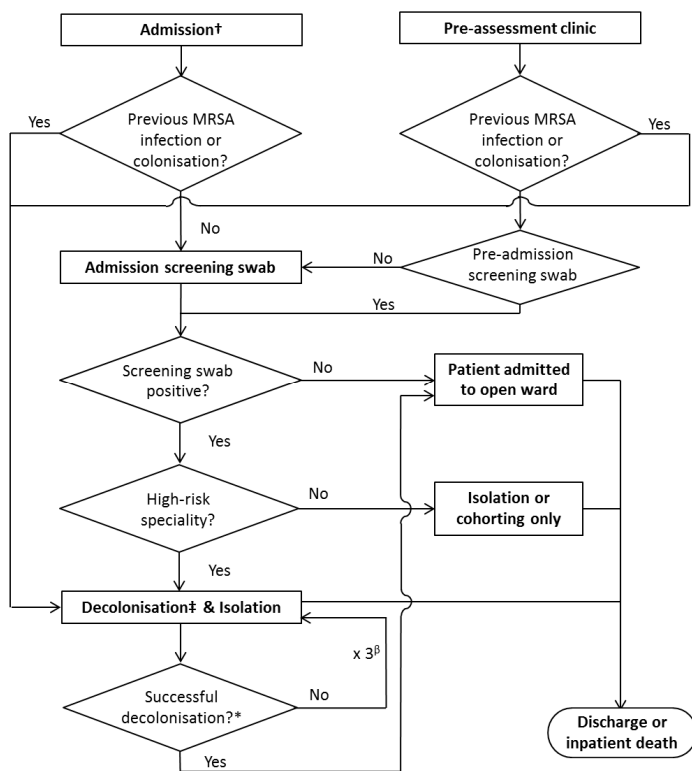 Admission†
Pre-assessment clinic
Previous MRSA
infection or
colonisation?
Yes
No
Previous MRSA
infection or
colonisation?
Yes
Admission screening swab
No
Pre-admission
screening swab
Yes
Screening swab
positive?
No
Yes
Patient admitted
to open ward
High-risk
speciality?
No
Yes
Isolation or
cohorting only
Decolonisation‡ & Isolation
x 3ᵝ
Successful
decolonisation?*
No
Yes
Discharge or
inpatient death